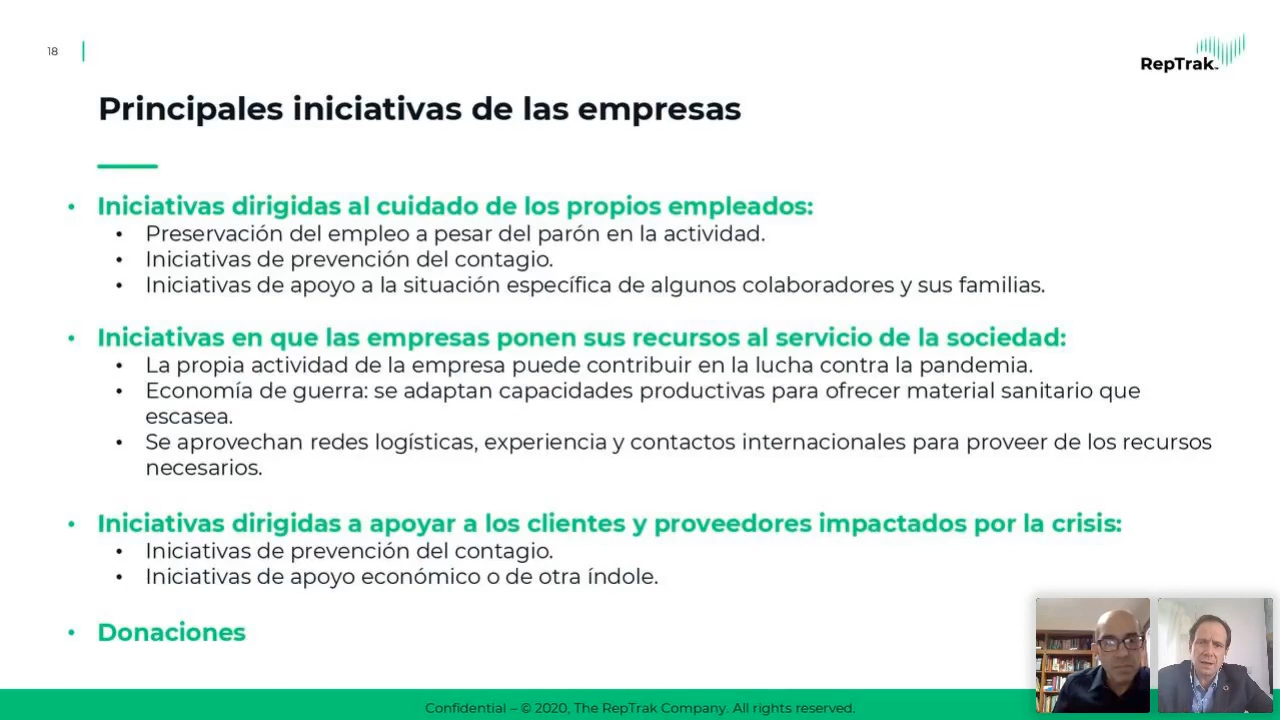 18
RepTrak
Principales iniciativas de las empresas
• Iniciativas dirigidas al cuidado de los propios empleados:
• Preservación del empleo a pesar del parón en la actividad.
• Iniciativas de prevención del contagio.
• Iniciativas de apoyo a la situación específica de algunos colaboradores y sus familias.
• Iniciativas en que las empresas ponen sus recursos al servicio de la sociedad:
• La propia actividad de la empresa puede contribuir en la lucha contra la pandemia.
• Economía de guerra: se adaptan capacidades productivas para ofrecer material sanitario que
escasea.
• Se aprovechan redes logísticas, experiencia y contactos internacionales para proveer de los recursos
necesarios.
• Iniciativas dirigidas a apoyar a los clientes y proveedores impactados por la crisis:
• Iniciativas de prevención del contagio.
• Iniciativas de apoyo económico o de otra índole.
• Donaciones
Confidential – © 2020, The RepTrak Company. All rights reserved.